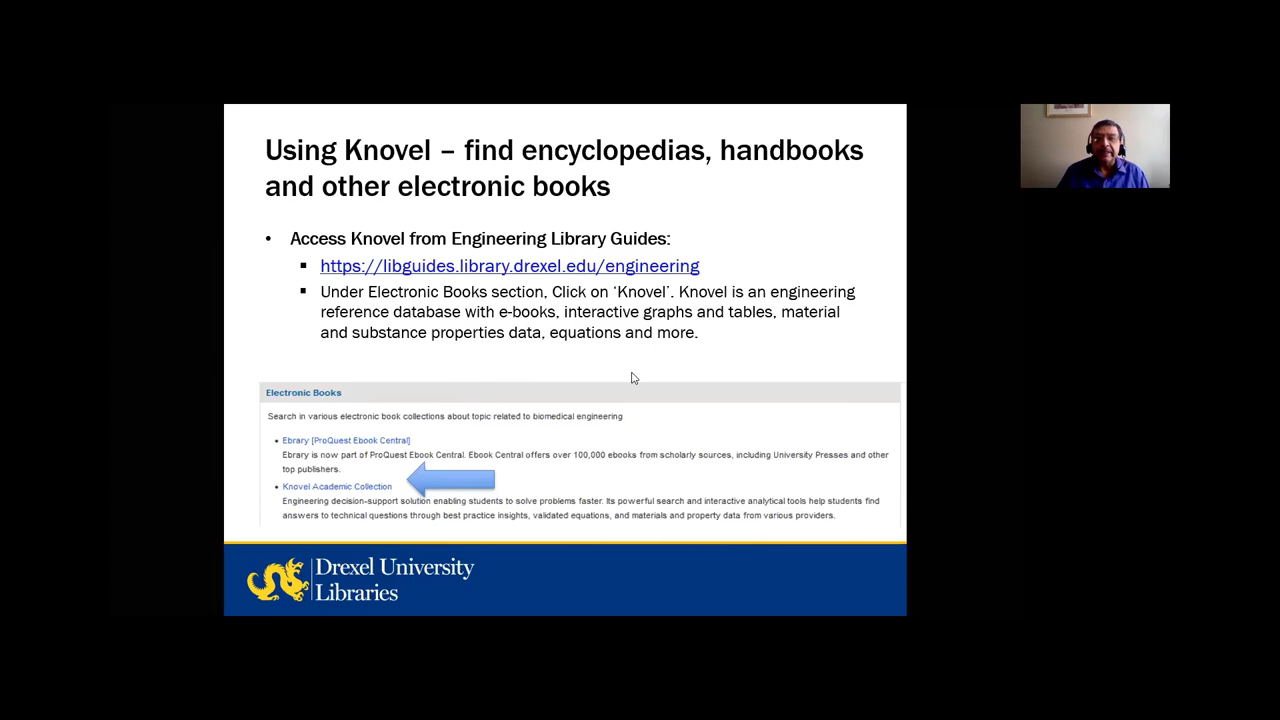 Using Knovel – find encyclopedias, handbooks
and other electronic books
• Access Knovel from Engineering Library Guides:
▪ https://libguides.library.drexel.edu/engineering
▪ Under Electronic Books section, Click on ‘Knovel’. Knovel is an engineering
reference database with e-books, interactive graphs and tables, material
and substance properties data, equations and more.
Electronic Books
Search in various electronic book collections about topic related to biomedical engineering
• Ebrary [ProQuest Ebook Central]
Ebrary is now part of ProQuest Ebook Central. Ebook Central offers over 100,000 ebooks from scholarly sources, including University Presses and other
top publishers.
• Knovel Academic Collection
Engineering decision-support solution enabling students to solve problems faster. Its powerful search and interactive analytical tools help students find
answers to technical questions through best practice insights, validated equations, and materials and property data from various providers.
Drexel University
Libraries